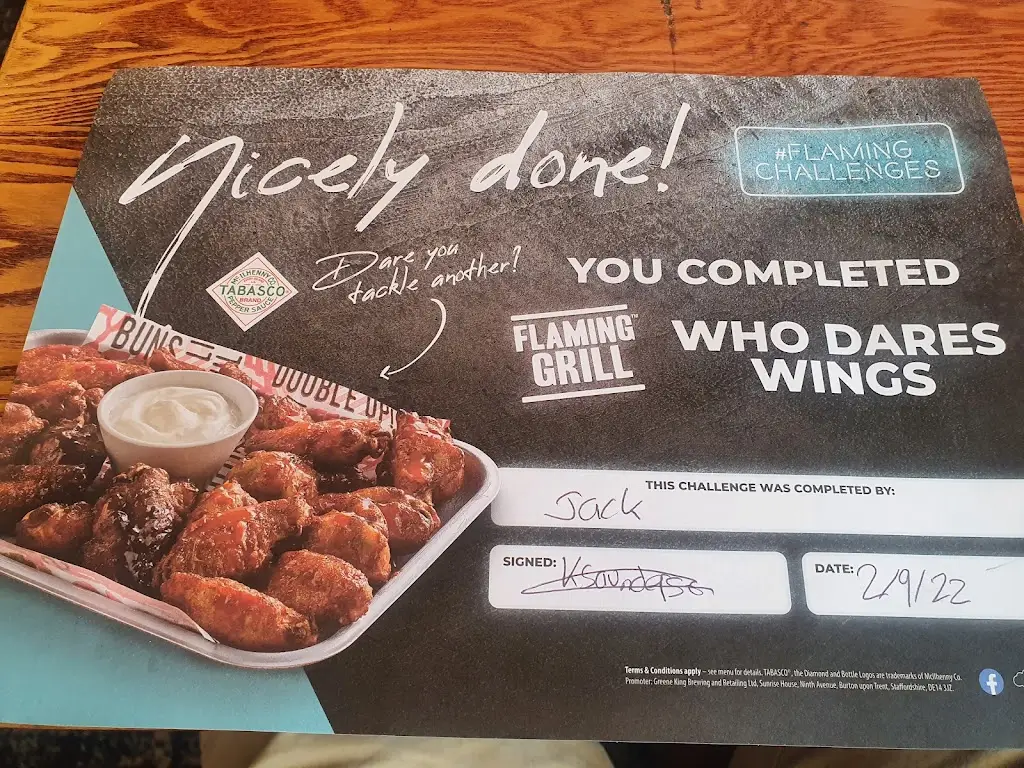 Nicely done!
#FLAMING
CHALLENGES
McILHENNY CO.
TABASCO
BRAND
PEPPER SAUCE
Dare you
tackle another?
YOU COMPLETED
FLAMING™
GRILL
WHO DARES
WINGS
BUNS
DOUBLE UP!
THIS CHALLENGE WAS COMPLETED BY:
Jack
SIGNED:
DATE: 2/9/22
Terms & Conditions apply – see menu for details. TABASCO®, the Diamond and Bottle Logos are trademarks of McIlhenny Co.
Promoter: Greene King Brewing and Retailing Ltd. Sunrise House, Ninth Avenue, Burton upon Trent, Staffordshire, DE14 3JZ.
f